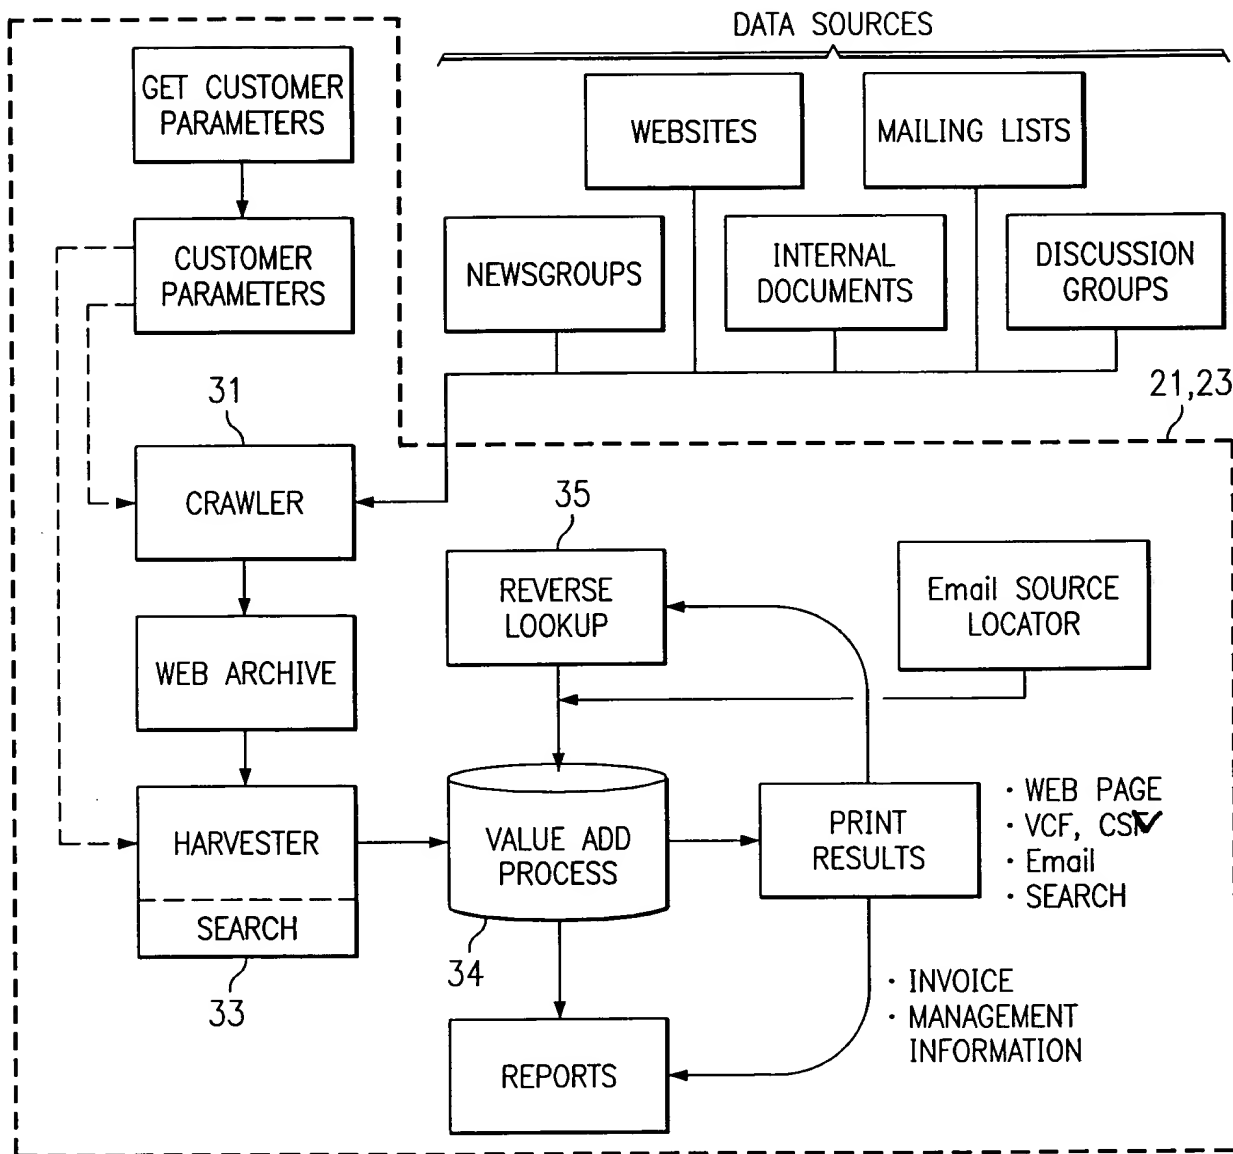 DATA SOURCES
GET CUSTOMER
PARAMETERS
WEBSITES
MAILING LISTS
CUSTOMER
PARAMETERS
NEWSGROUPS
INTERNAL
DOCUMENTS
DISCUSSION
GROUPS
21,23
31
CRAWLER
35
REVERSE
LOOKUP
Email SOURCE
LOCATOR
WEB ARCHIVE
HARVESTER
SEARCH
33
VALUE ADD
PROCESS
34
PRINT
RESULTS
· WEB PAGE
· VCF,
· Email
· SEARCH
· INVOICE
· MANAGEMENT
INFORMATION
REPORTS